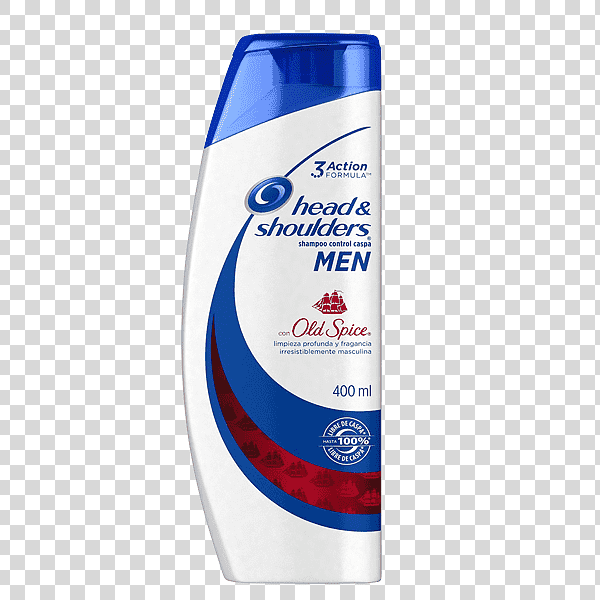 3 Action
FORMULA™
head &
shoulders®
shampoo control caspa
MEN
con Old Spice®
limpieza profunda y fragancia
irresistiblemente masculina
400 ml
LIBRE DE CASPA*
HASTA 100%
LIBRE DE CASPA*